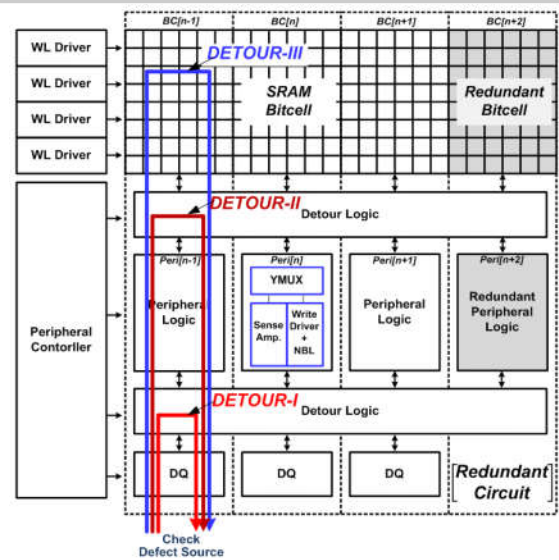 BC[n-1] BC[n] BC[n+1] BC[n+2]
WL Driver
DETOUR-III
WL Driver
SRAM
Bitcell
Redundant
Bitcell
WL Driver
WL Driver
DETOUR-II
Detour Logic
Peri[n-1] Peri[n] Peri[n+1] Peri[n+2]
Peripheral
Logic
YMUX
Sense
Amp.
Write
Driver
+
NBL
Peripheral
Logic
Redundant
Peripheral
Logic
Peripheral
Contorller
DETOUR-I
Detour Logic
DQ DQ DQ
[Redundant
Circuit]
Check
Defect Source